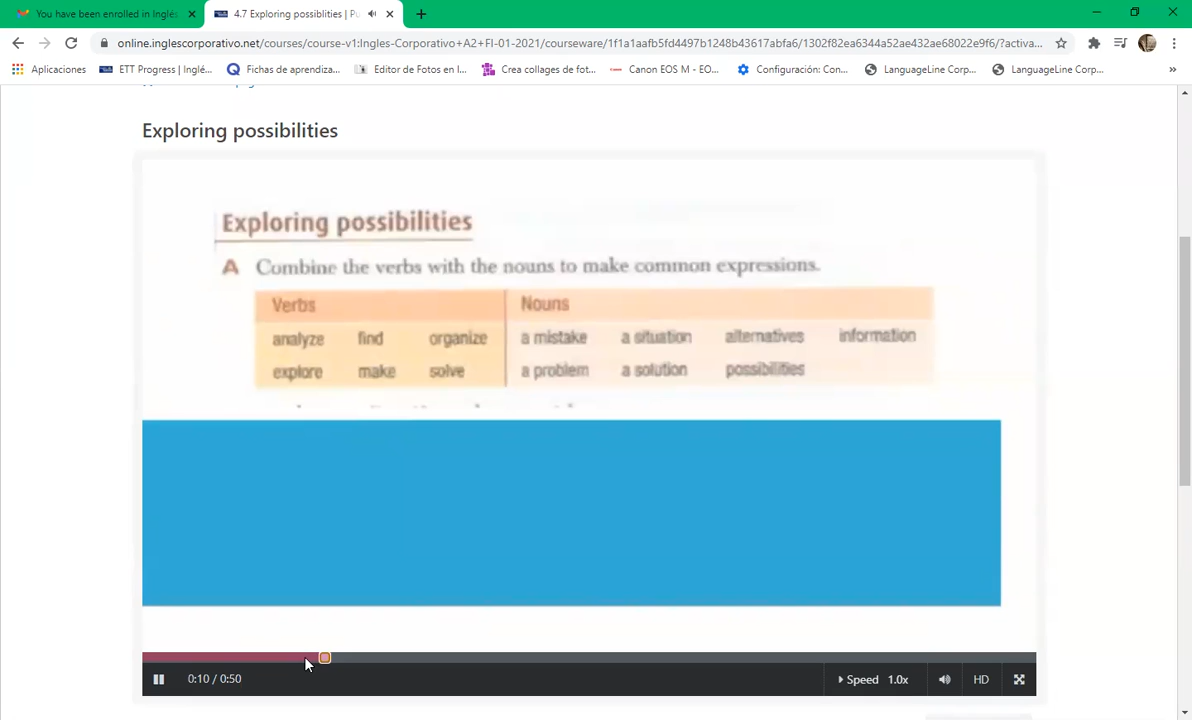 You have been enrolled in Inglés
4.7 Exploring possiblities | Pu
online.inglescorporativo.net/courses/course-v1:Ingles-Corporativo+A2+FI-01-2021/courseware/1f1a1aafb5fd4497b1248b43617abfa6/1302f82ea6344a52ae432ae68022e9f6/?activa...
Aplicaciones ETT Progress | Inglé... Fichas de aprendiza... Editor de Fotos en l... Crea collages de fot... Canon EOS M - EO... Configuración: Con... LanguageLine Corp... LanguageLine Corp... »
Exploring possibilities
Exploring possibilities
A Combine the verbs with the nouns to make common expressions.
Verbs Nouns
analyze find organize a mistake a situation alternatives information
explore make solve a problem a solution possibilities
0:10 / 0:50 Speed 1.0x HD